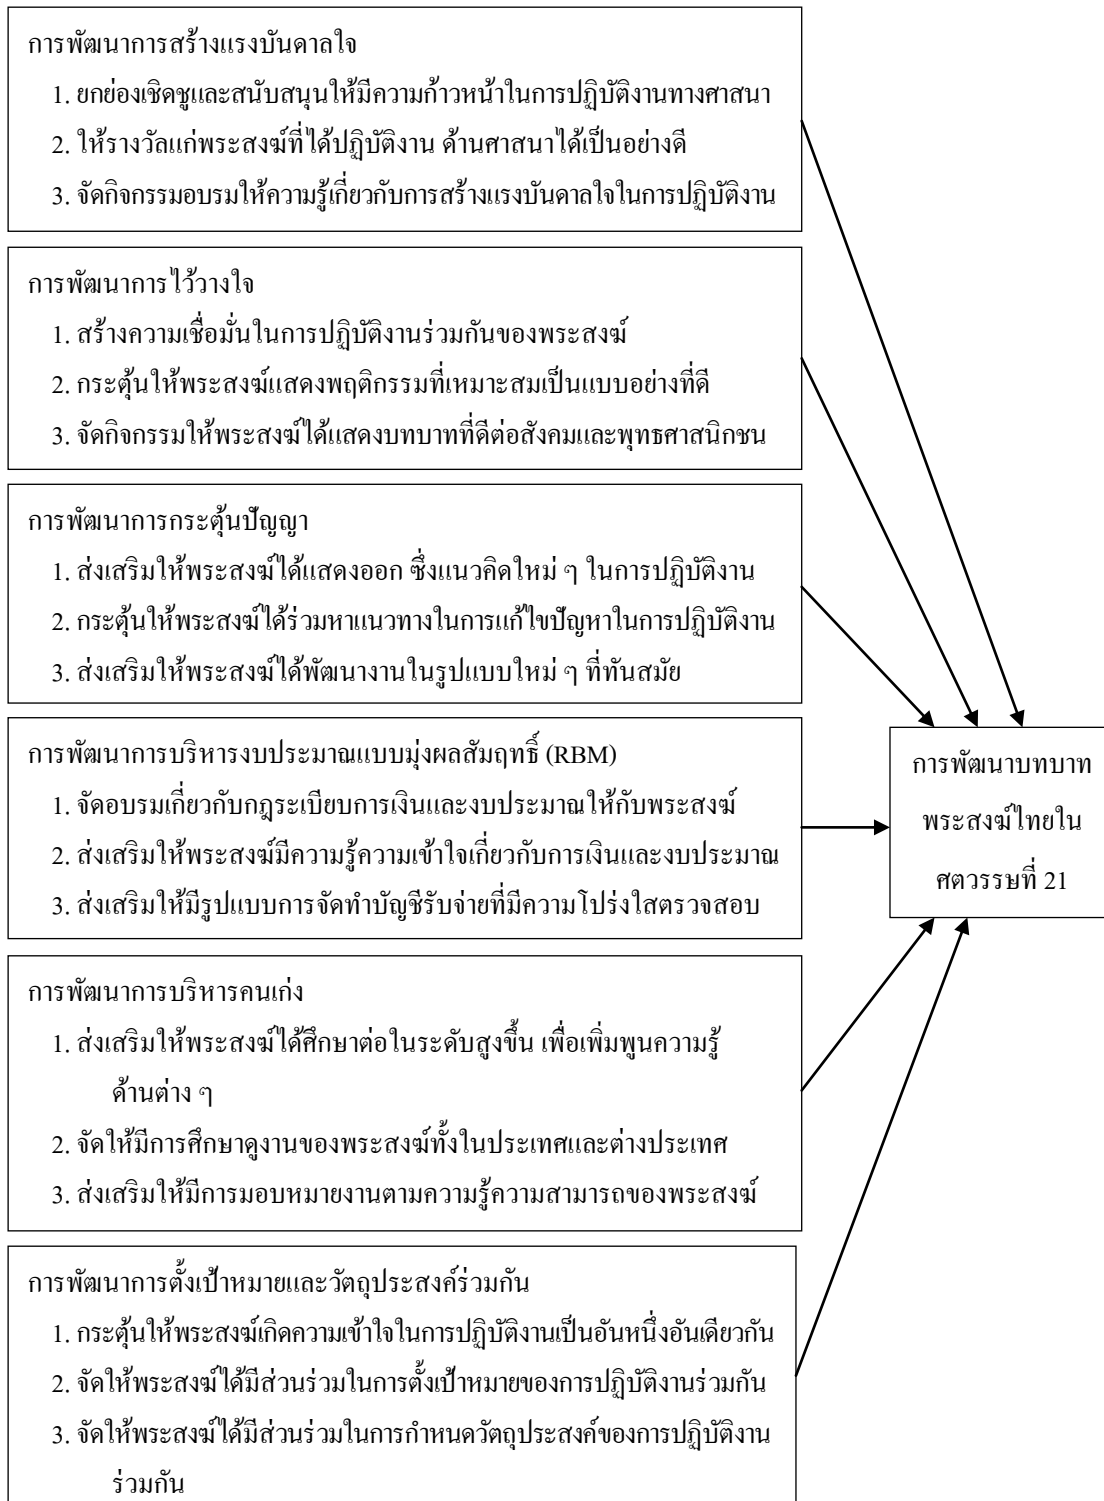 การพัฒนาการสร้างแรงบันดาลใจ
1. ยกย่องเชิดชูและสนับสนุนให้มีความก้าวหน้าในการปฏิบัติงานทางศาสนา
2. ให้รางวัลแก่พระสงฆ์ที่ได้ปฏิบัติงาน ด้านศาสนาได้เป็นอย่างดี
3. จัดกิจกรรมอบรมให้ความรู้เกี่ยวกับการสร้างแรงบันดาลใจในการปฏิบัติงาน
การพัฒนาการไว้วางใจ
1. สร้างความเชื่อมั่นในการปฏิบัติงานร่วมกันของพระสงฆ์
2. กระตุ้นให้พระสงฆ์แสดงพฤติกรรมที่เหมาะสมเป็นแบบอย่างที่ดี
3. จัดกิจกรรมให้พระสงฆ์ได้แสดงบทบาทที่ดีต่อสังคมและพุทธศาสนิกชน
การพัฒนาการกระตุ้นปัญญา
1. ส่งเสริมให้พระสงฆ์ได้แสดงออก ซึ่งแนวคิดใหม่ ๆ ในการปฏิบัติงาน
2. กระตุ้นให้พระสงฆ์ได้ร่วมหาแนวทางในการแก้ไขปัญหาในการปฏิบัติงาน
3. ส่งเสริมให้พระสงฆ์ได้พัฒนางานในรูปแบบใหม่ ๆ ที่ทันสมัย
การพัฒนาการบริหารงบประมาณแบบมุ่งผลสัมฤทธิ์ (RBM)
1. จัดอบรมเกี่ยวกับกฎระเบียบการเงินและงบประมาณให้กับพระสงฆ์
2. ส่งเสริมให้พระสงฆ์มีความรู้ความเข้าใจเกี่ยวกับการเงินและงบประมาณ
3. ส่งเสริมให้มีรูปแบบการจัดทำบัญชีรับจ่ายที่มีความโปร่งใสตรวจสอบ
การพัฒนาการบริหารคนเก่ง
1. ส่งเสริมให้พระสงฆ์ได้ศึกษาต่อในระดับสูงขึ้น เพื่อเพิ่มพูนความรู้
ด้านต่าง ๆ
2. จัดให้มีการศึกษาดูงานของพระสงฆ์ทั้งในประเทศและต่างประเทศ
3. ส่งเสริมให้มีการมอบหมายงานตามความรู้ความสามารถของพระสงฆ์
การพัฒนาการตั้งเป้าหมายและวัตถุประสงค์ร่วมกัน
1. กระตุ้นให้พระสงฆ์เกิดความเข้าใจในการปฏิบัติงานเป็นอันหนึ่งอันเดียวกัน
2. จัดให้พระสงฆ์ได้มีส่วนร่วมในการตั้งเป้าหมายของการปฏิบัติงานร่วมกัน
3. จัดให้พระสงฆ์ได้มีส่วนร่วมในการกำหนดวัตถุประสงค์ของการปฏิบัติงาน
ร่วมกัน
การพัฒนาบทบาท
พระสงฆ์ไทยใน
ศตวรรษที่ 21